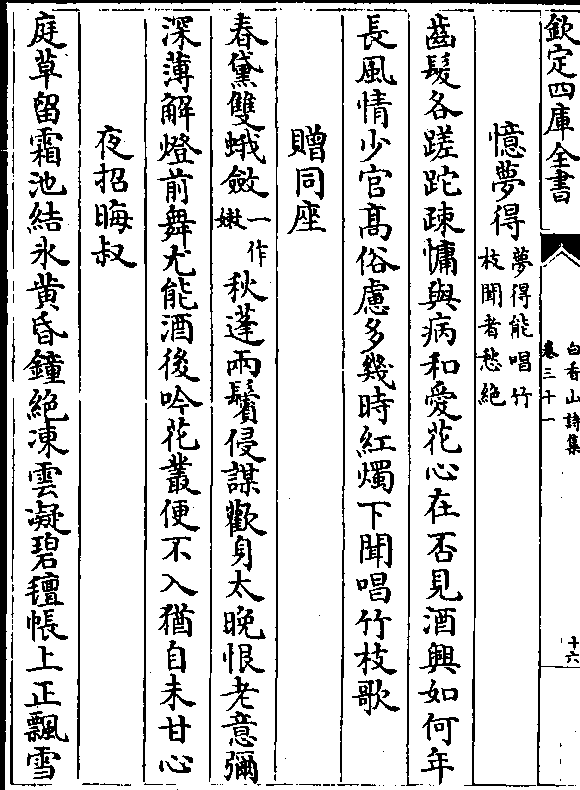 欽定四庫全書
白香山詩集
卷三十一
十六
憶夢得
夢得能唱竹
枝聞者愁絶
齒髮各蹉跎疎慵與病和愛花心在否見酒興如何年
長風情少官髙俗慮多幾時紅燭下聞唱竹枝歌
贈同座
春黛雙蛾斂一作嫩秋蓬兩鬢侵謀歡身太晚恨老意彌
深薄解燈前舞尤能酒後吟花叢便不入猶自未甘心
夜招晦叔
庭草留霜池結氷黄昏鐘絶凍雲凝碧氊帳上正飄雪